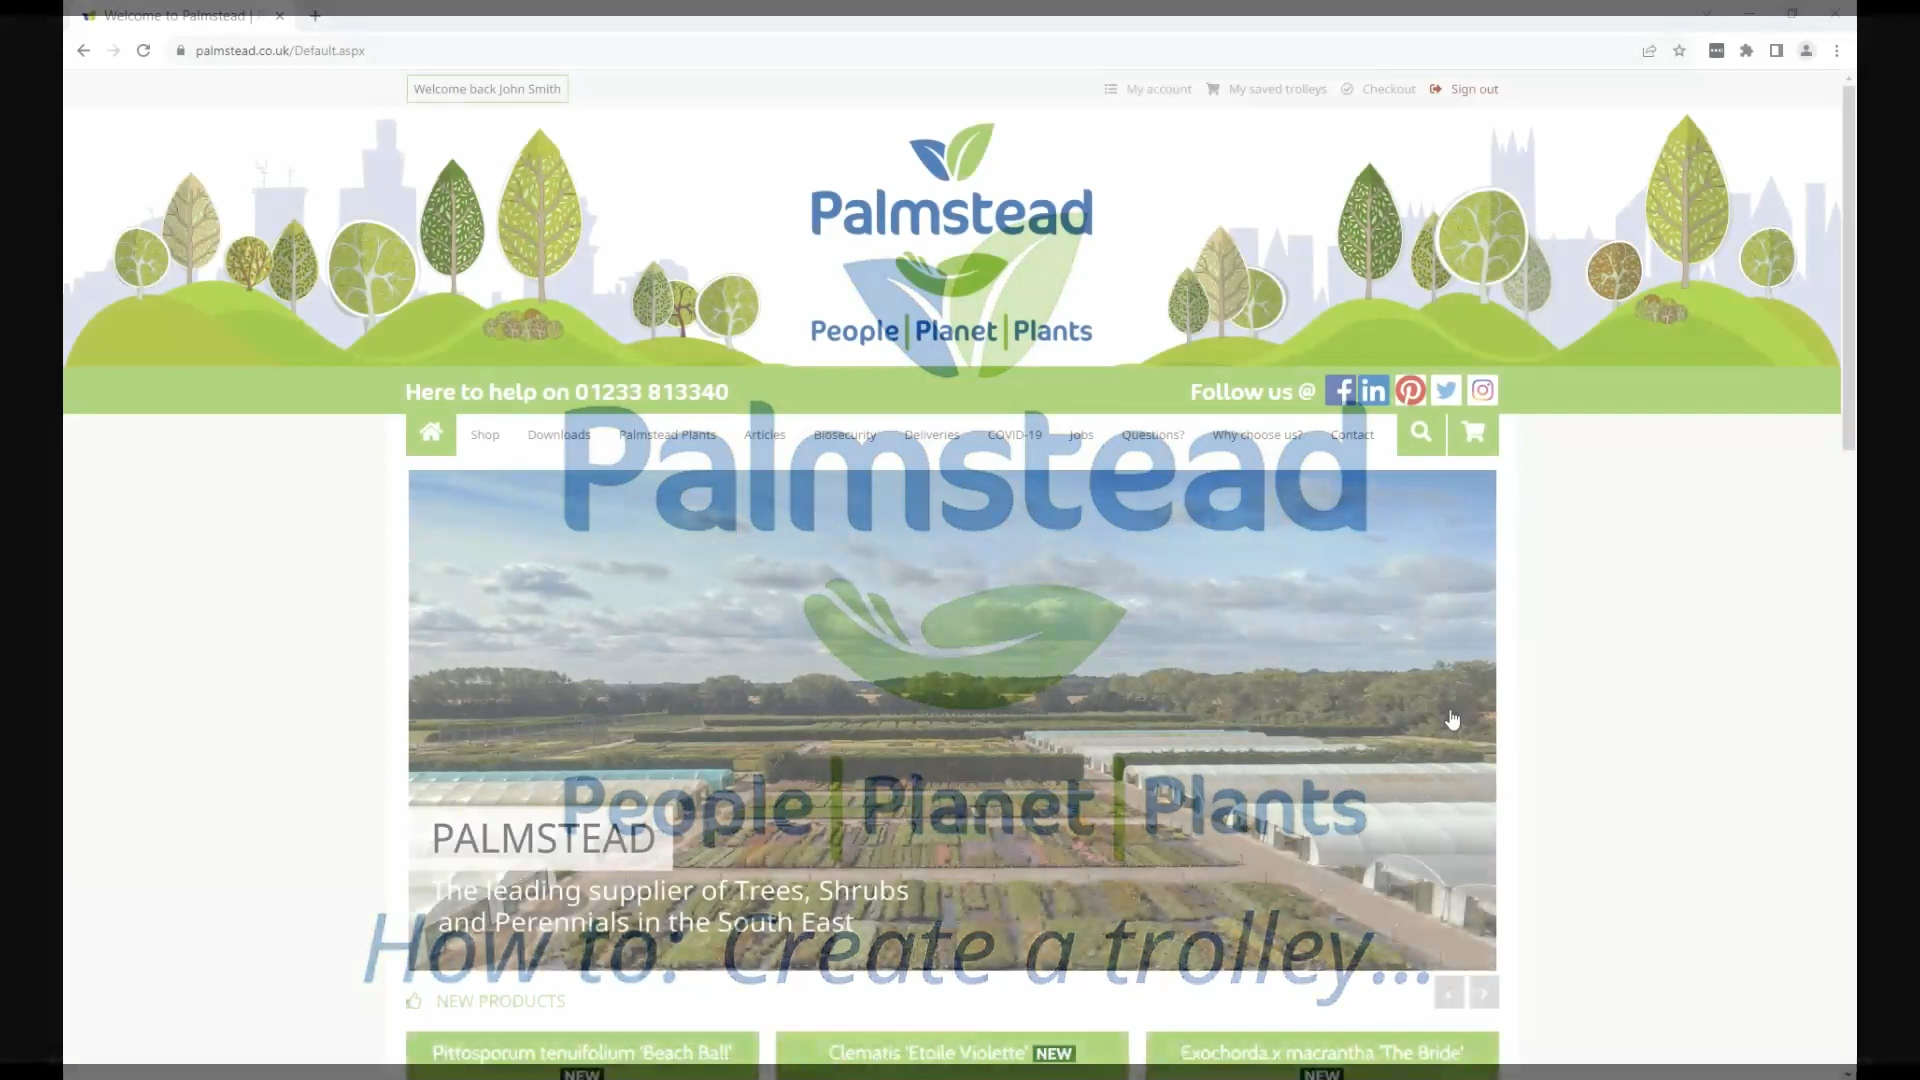 Welcome to Palmstead |
palmstead.co.uk/Default.aspx
Welcome back John Smith
My account My saved trolleys Checkout Sign out
Palmstead
People | Planet | Plants
Here to help on 01233 813340
Follow us @
Shop Downloads Palmstead Plants Articles Biosecurity Deliveries COVID-19 Jobs Questions? Why choose us? Contact
Palmstead
People | Planet | Plants
PALMSTEAD
The leading supplier of Trees, Shrubs
and Perennials in the South East
How to: Create a trolley...
NEW PRODUCTS
Pittosporum tenuifolium 'Beach Ball'
NEW
Clematis 'Etoile Violette' NEW
Exochorda x macrantha 'The Bride'
NEW